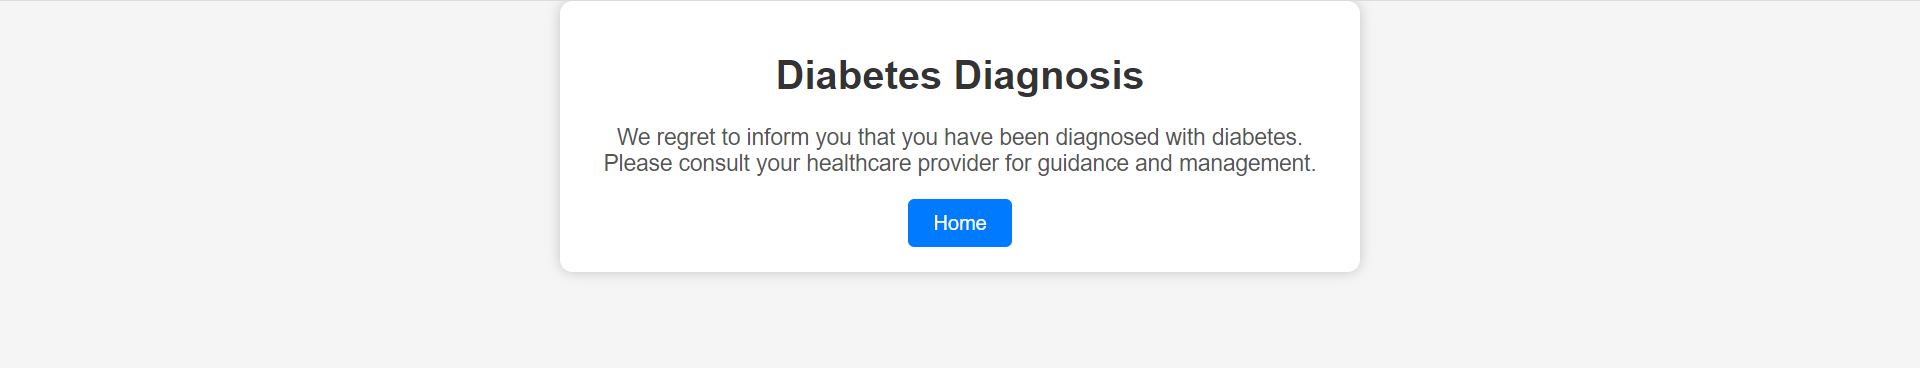 Diabetes Diagnosis
We regret to inform you that you have been diagnosed with diabetes.
Please consult your healthcare provider for guidance and management.
Home